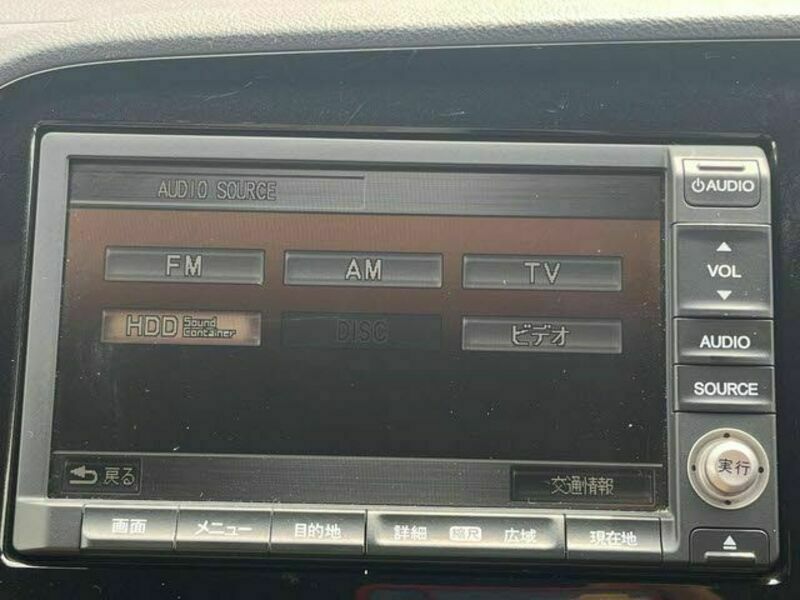 AUDIO SOURCE
AUDIO
FM AM TV
VOL
HDD Sound Container DISC ビデオ
AUDIO
SOURCE
戻る 交通情報
実行
画面 メニュー 目的地 詳細 縮尺 広域 現在地